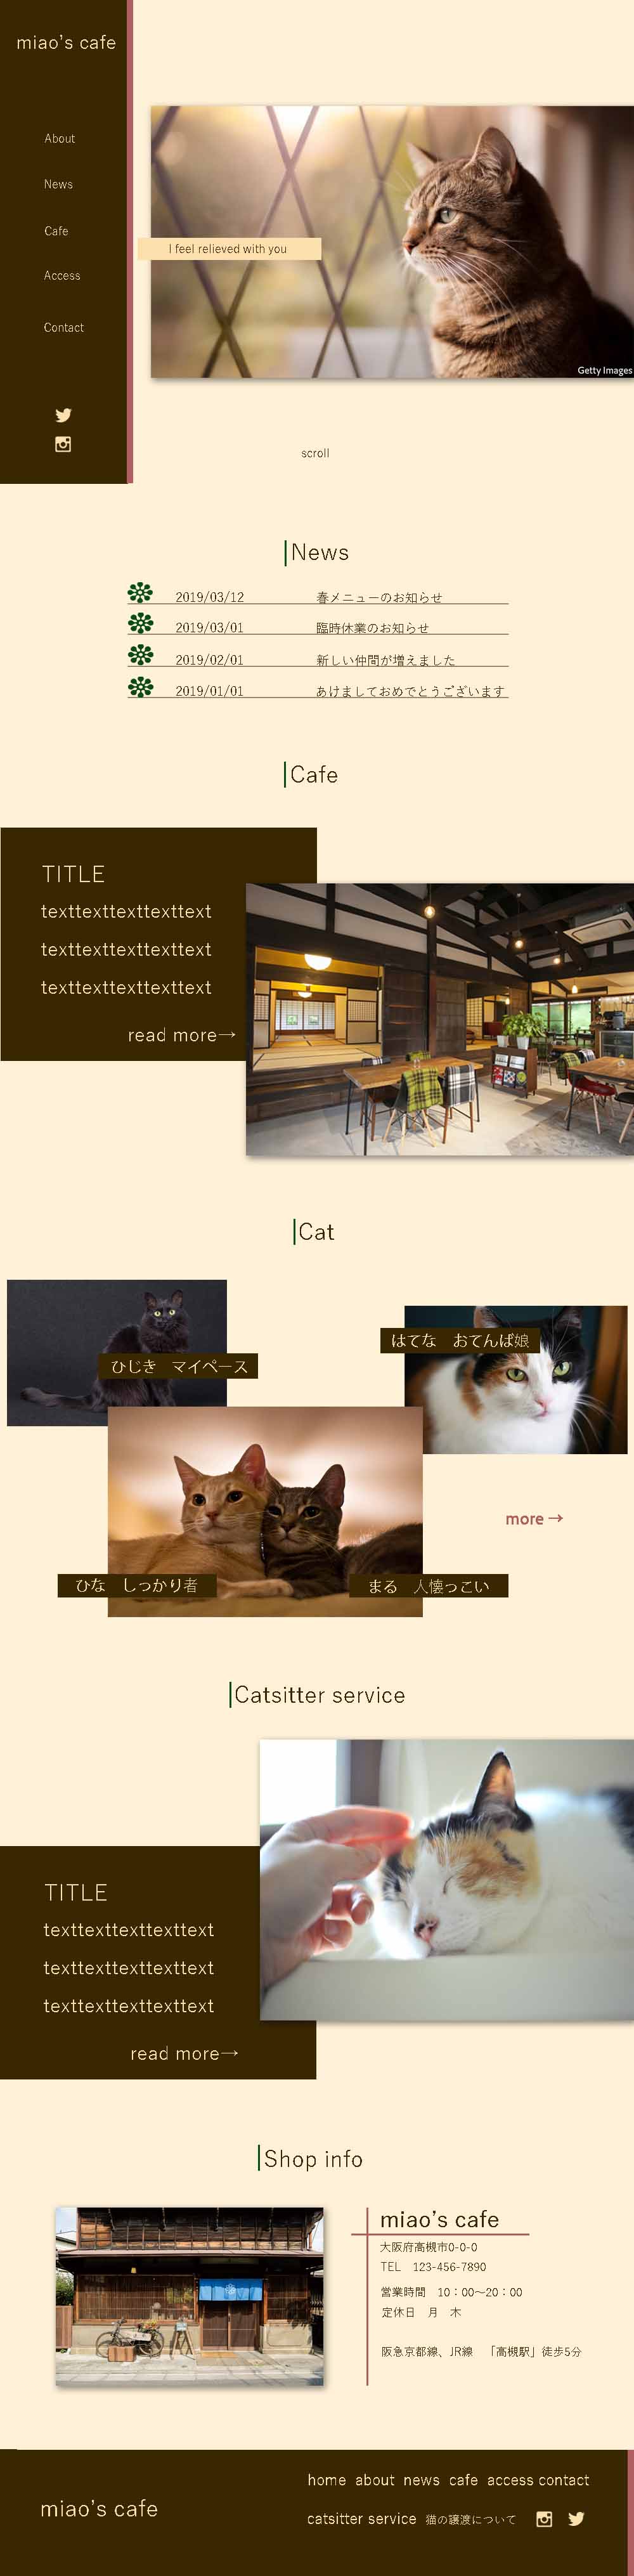 miao's cafe
About
News
Cafe
Access
Contact
I feel relieved with you
Getty Images
scroll
News
2019/03/12 春メニューのお知らせ
2019/03/01 臨時休業のお知らせ
2019/02/01 新しい仲間が増えました
2019/01/01 あけましておめでとうございます
Cafe
TITLE
texttexttexttexttext
texttexttexttexttext
texttexttexttexttext
read more→
Cat
はてな　おてんば娘
ひじき　マイペース
more →
ひな　しっかり者
まる　人懐っこい
Catsitter service
TITLE
texttexttexttexttext
texttexttexttexttext
texttexttexttexttext
read more→
Shop info
miao's cafe
大阪府高槻市0-0-0
TEL　123-456-7890
営業時間　10：00〜20：00
定休日　月　木
阪急京都線、JR線　「高槻駅」徒歩5分
home about news cafe access contact
miao's cafe
catsitter service 猫の譲渡について